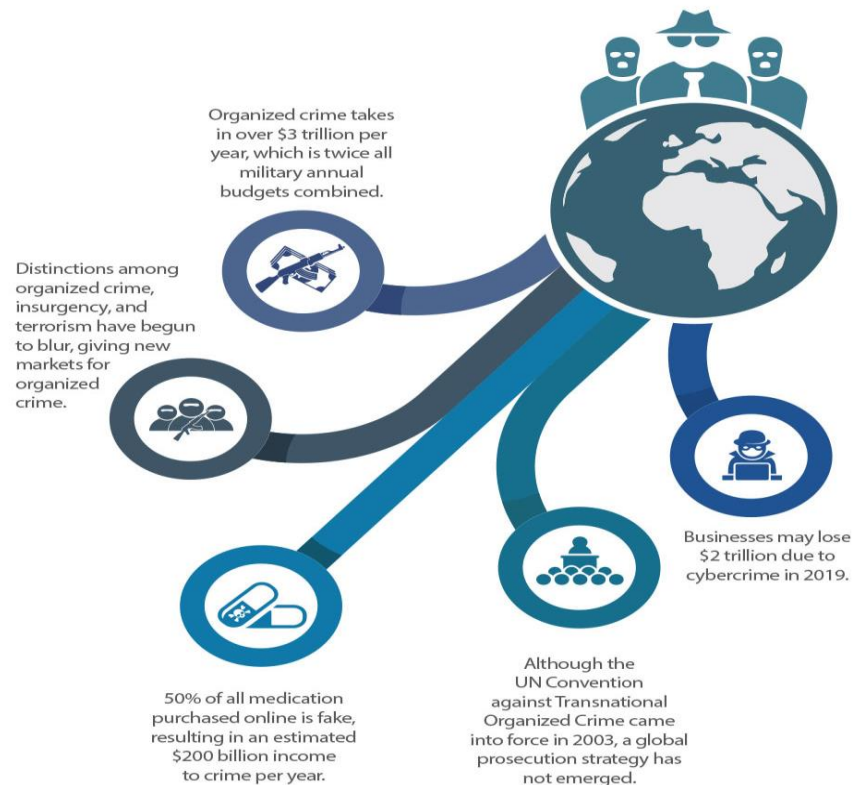 Organized crime takes
in over $3 trillion per
year, which is twice all
military annual
budgets combined.
Distinctions among
organized crime,
insurgency, and
terrorism have begun
to blur, giving new
markets for
organized
crime.
50% of all medication
purchased online is fake,
resulting in an estimated
$200 billion income
to crime per year.
Although the
UN Convention
against Transnational
Organized Crime came
into force in 2003, a global
prosecution strategy has
not emerged.
Businesses may lose
$2 trillion due to
cybercrime in 2019.